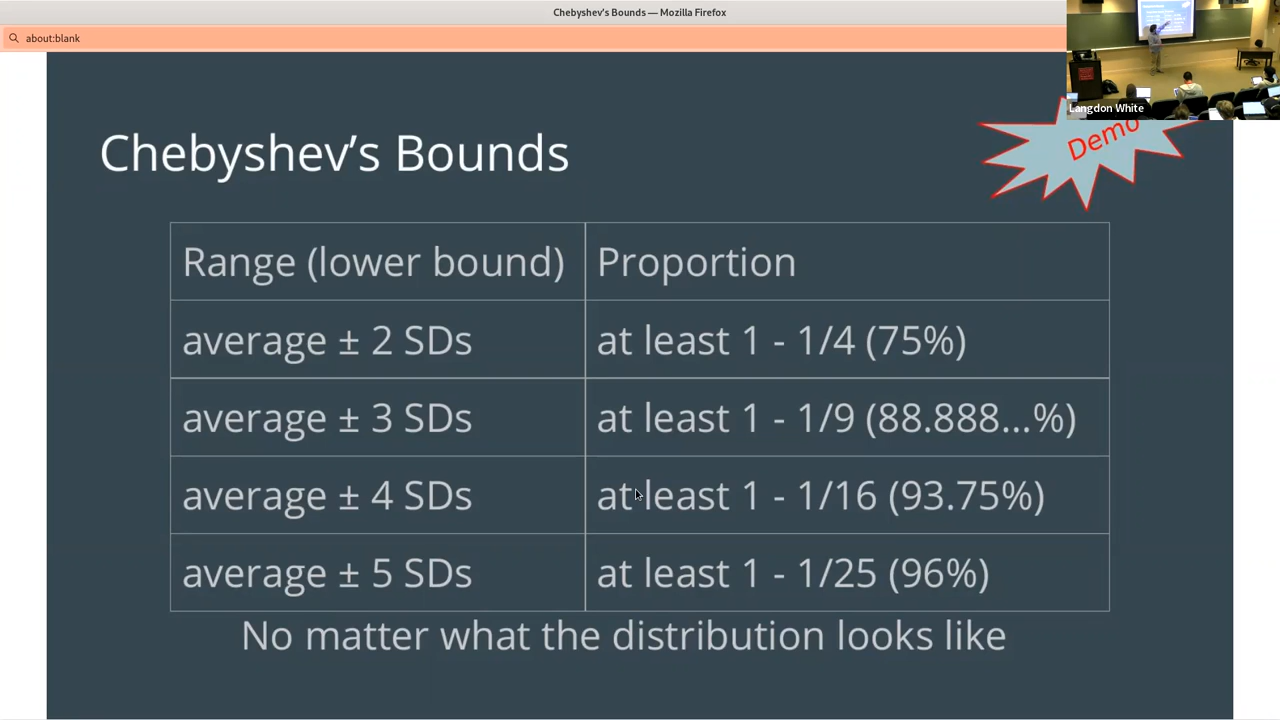 Chebyshev's Bounds — Mozilla Firefox
about:blank
Langdon White
Demo
Chebyshev’s Bounds
Range (lower bound) Proportion
average ± 2 SDs at least 1 - 1/4 (75%)
average ± 3 SDs at least 1 - 1/9 (88.888...%)
average ± 4 SDs at least 1 - 1/16 (93.75%)
average ± 5 SDs at least 1 - 1/25 (96%)
No matter what the distribution looks like